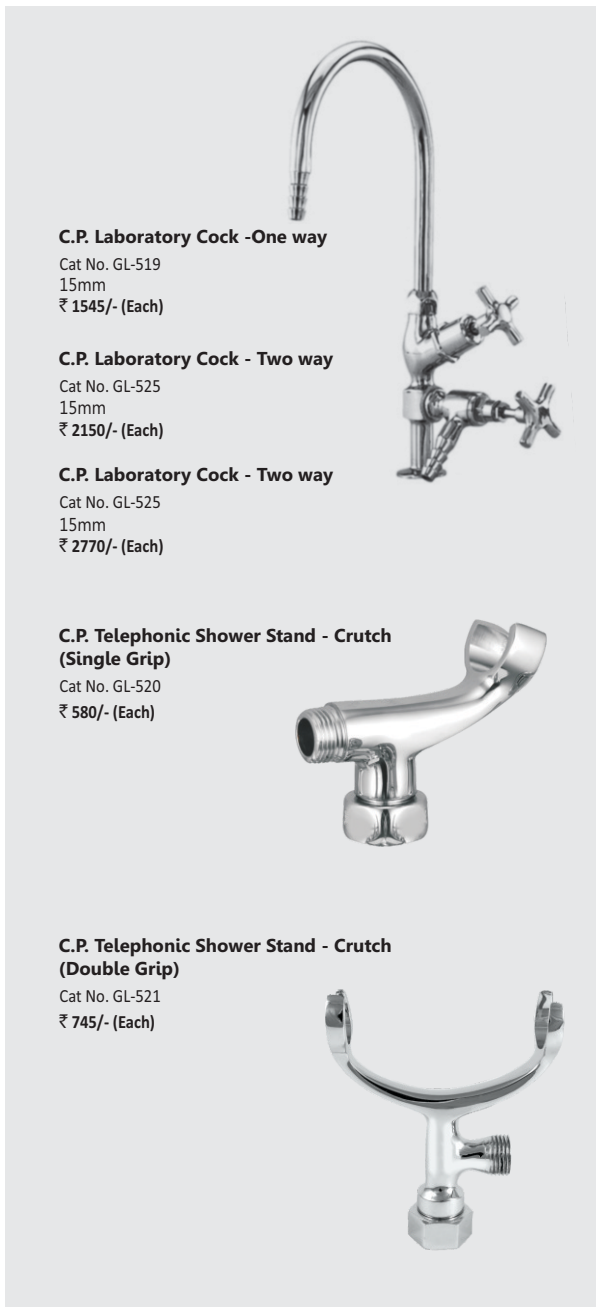 C.P. Laboratory Cock -One way
Cat No. GL-519
15mm
₹ 1545/- (Each)
C.P. Laboratory Cock - Two way
Cat No. GL-525
15mm
₹ 2150/- (Each)
C.P. Laboratory Cock - Two way
Cat No. GL-525
15mm
₹ 2770/- (Each)
C.P. Telephonic Shower Stand - Crutch
(Single Grip)
Cat No. GL-520
₹ 580/- (Each)
C.P. Telephonic Shower Stand - Crutch
(Double Grip)
Cat No. GL-521
₹ 745/- (Each)